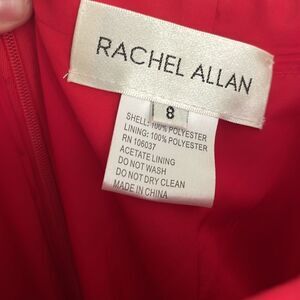 RACHEL ALLAN
8
SHELL: 100% POLYESTER
LINING: 100% POLYESTER
RN 106037
ACETATE LINING
DO NOT WASH
DO NOT DRY CLEAN
MADE IN CHINA